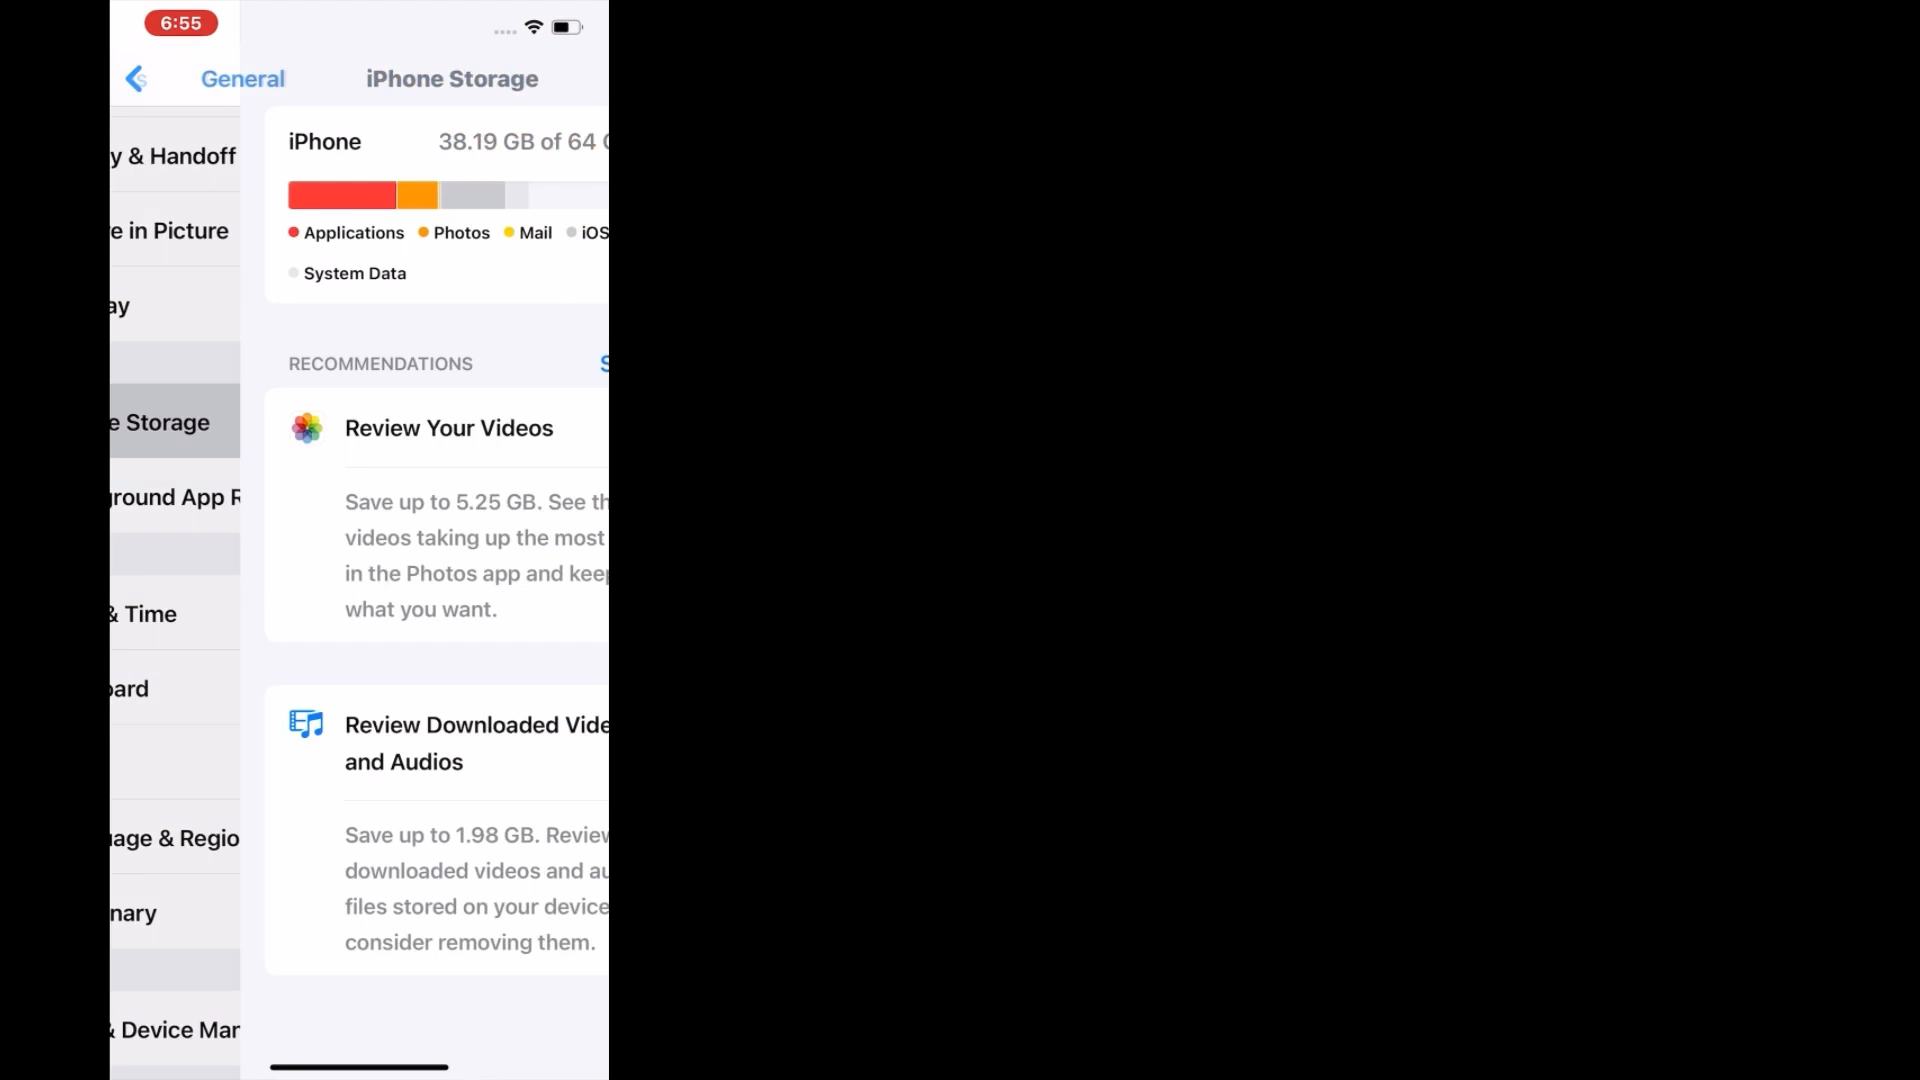 6:55
General
iPhone Storage
iPhone
38.19 GB of 64
Applications
Photos
Mail
iOS
System Data
RECOMMENDATIONS
Review Your Videos
Save up to 5.25 GB. See th
videos taking up the most
in the Photos app and keep
what you want.
Review Downloaded Vide
and Audios
Save up to 1.98 GB. Review
downloaded videos and au
files stored on your device
consider removing them.
y & Handoff
e in Picture
ay
e Storage
round App R
& Time
ard
uage & Regio
nary
& Device Man